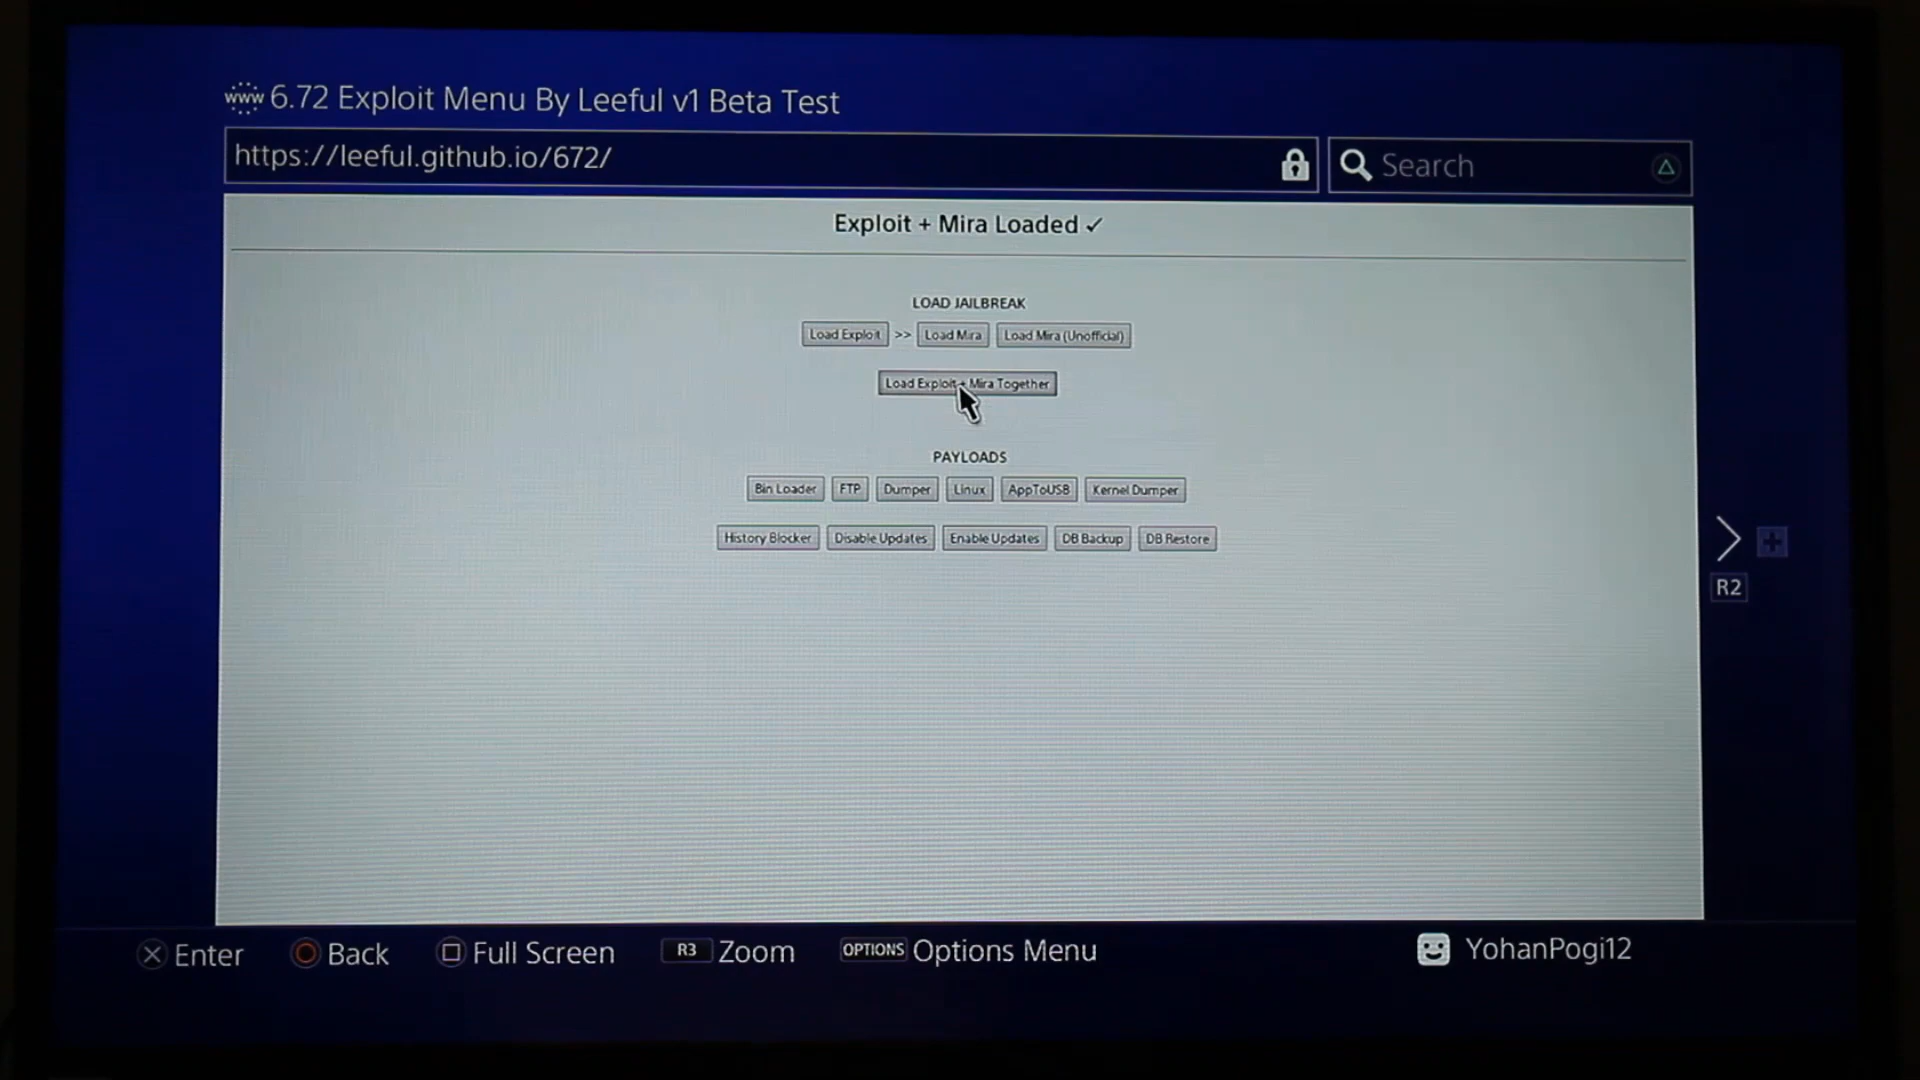 www 6.72 Exploit Menu By Leeful v1 Beta Test
https://leeful.github.io/672/ Search
Exploit + Mira Loaded ✓
LOAD JAILBREAK
Load Exploit >> Load Mira Load Mira (Unofficial)
Load Exploit + Mira Together
PAYLOADS
Bin Loader FTP Dumper Linux AppToUSB Kernel Dumper
History Blocker Disable Updates Enable Updates DB Backup DB Restore
R2
Enter Back Full Screen R3 Zoom OPTIONS Options Menu YohanPogi12